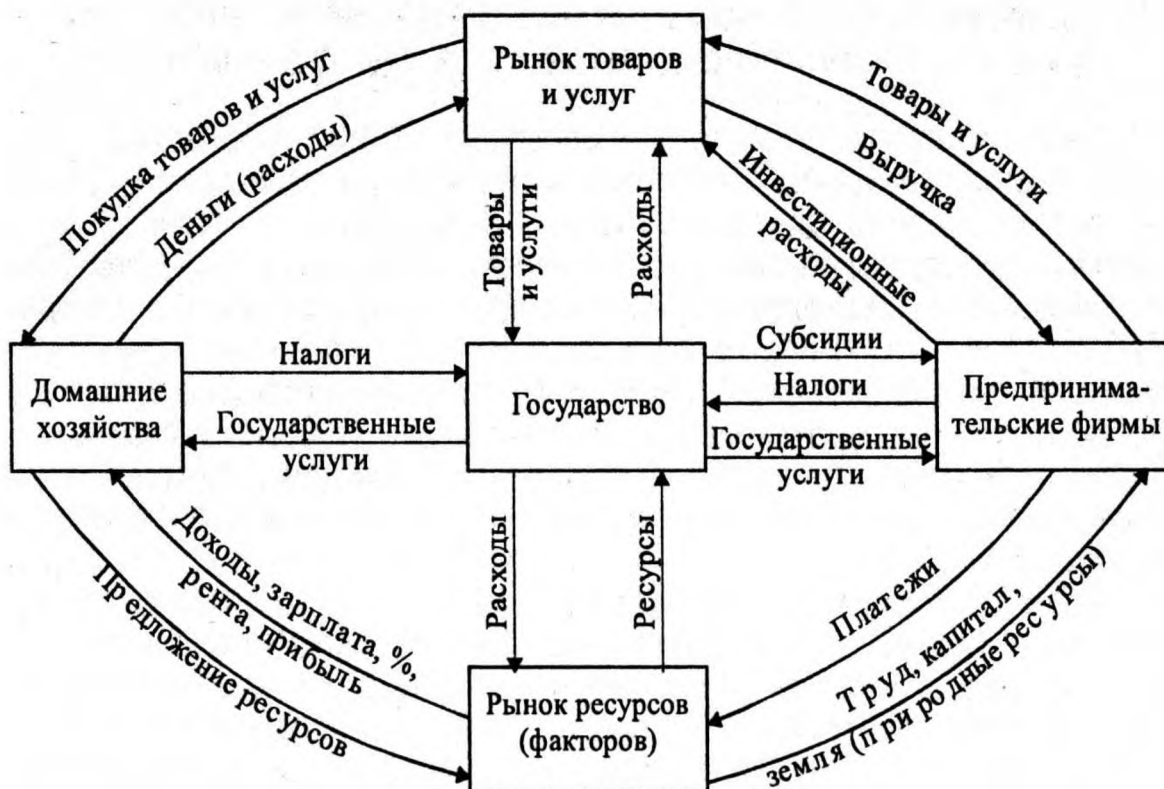 Рынок товаров
и услуг
Покупка товаров и услуг
Деньги (расходы)
Товары и услуги
Выручка
Инвестиционные
расходы
Товары
и услуги
Расходы
Домашние
хозяйства
Налоги
Государственные
услуги
Государство
Субсидии
Налоги
Государственные
услуги
Предпринима-
тельские фирмы
Расходы
Ресурсы
Доходы, зарплата, %,
рента, прибыль
Предложение ресурсов
Платежи
Труд, капитал,
земля (природные ресурсы)
Рынок ресурсов
(факторов)